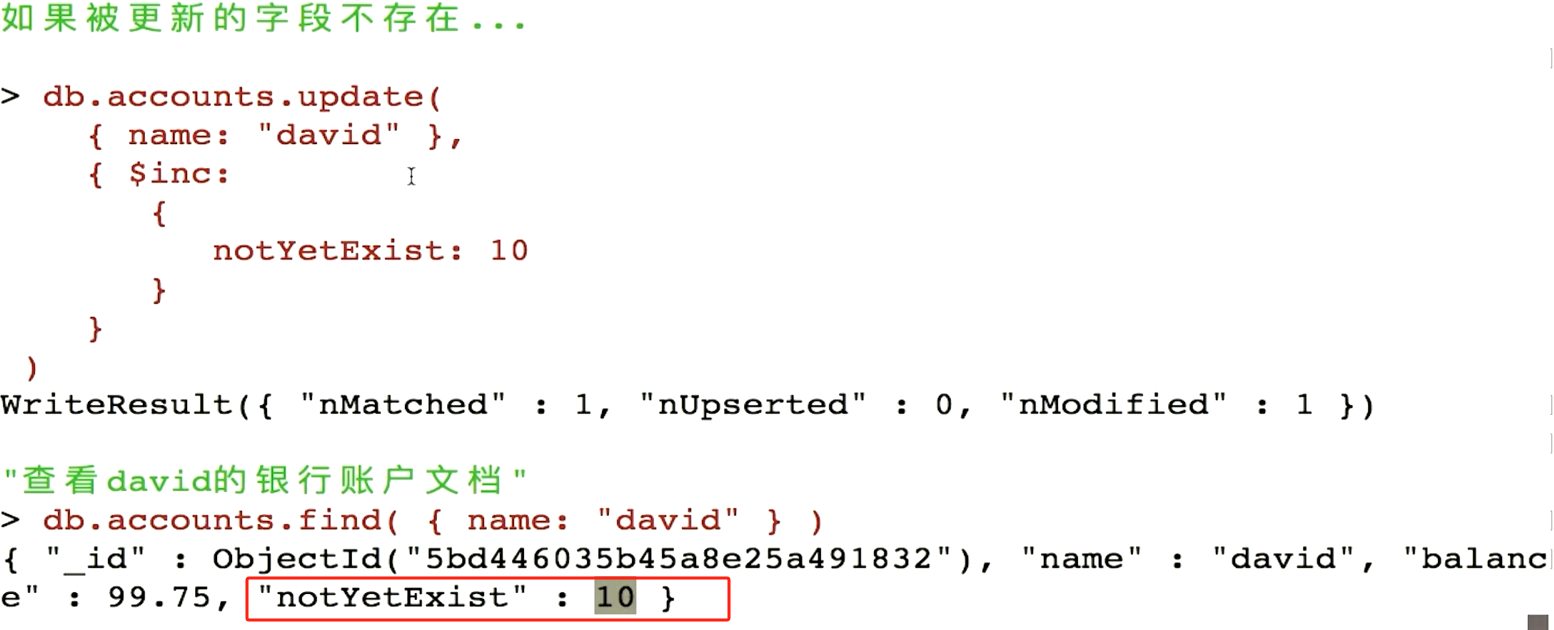 如果被更新的字段不存在...
> db.accounts.update(
{ name: "david" },
{ $inc:
{
notYetExist: 10
}
}
)
WriteResult({ "nMatched" : 1, "nUpserted" : 0, "nModified" : 1 })
"查看david的银行账户文档"
> db.accounts.find( { name: "david" } )
{ "_id" : ObjectId("5bd446035b45a8e25a491832"), "name" : "david", "balanc
e" : 99.75, "notYetExist" : 10 }